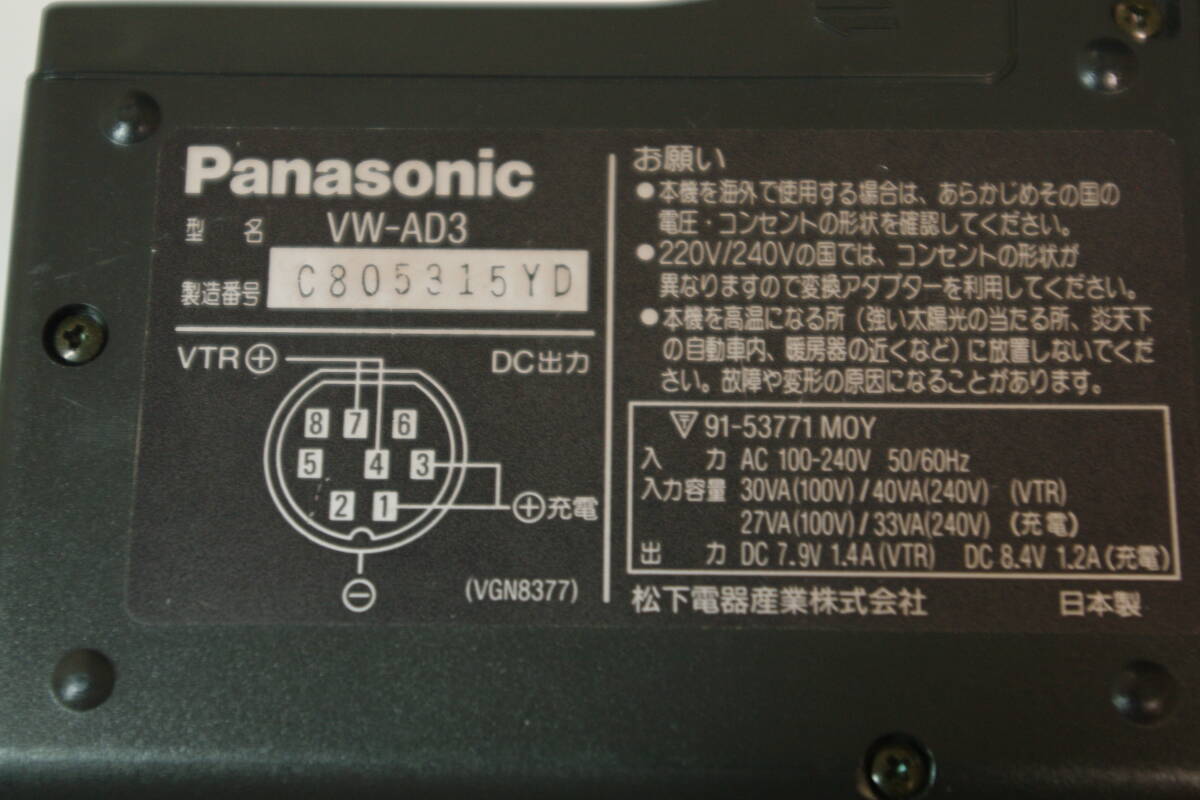 Panasonic
型 名 VW-AD3
製造番号 C805315YD
VTR⊕ DC出力
8 7 6
5 4 3
2 1
⊕充電
⊖
(VGN8377)
お願い
●本機を海外で使用する場合は、あらかじめその国の
電圧・コンセントの形状を確認してください。
●220V/240Vの国では、コンセントの形状が
異なりますので変換アダプターを利用してください。
●本機を高温になる所（強い太陽光の当たる所、炎天下
の自動車内、暖房器の近くなど）に放置しないでくだ
さい。故障や変形の原因になることがあります。
〒 91-53771 MOY
入 力 AC 100-240V 50/60Hz
入力容量 30VA(100V)/40VA(240V) (VTR)
27VA(100V)/33VA(240V) (充電)
出 力 DC 7.9V 1.4A(VTR) DC 8.4V 1.2A(充電)
松下電器産業株式会社 日本製